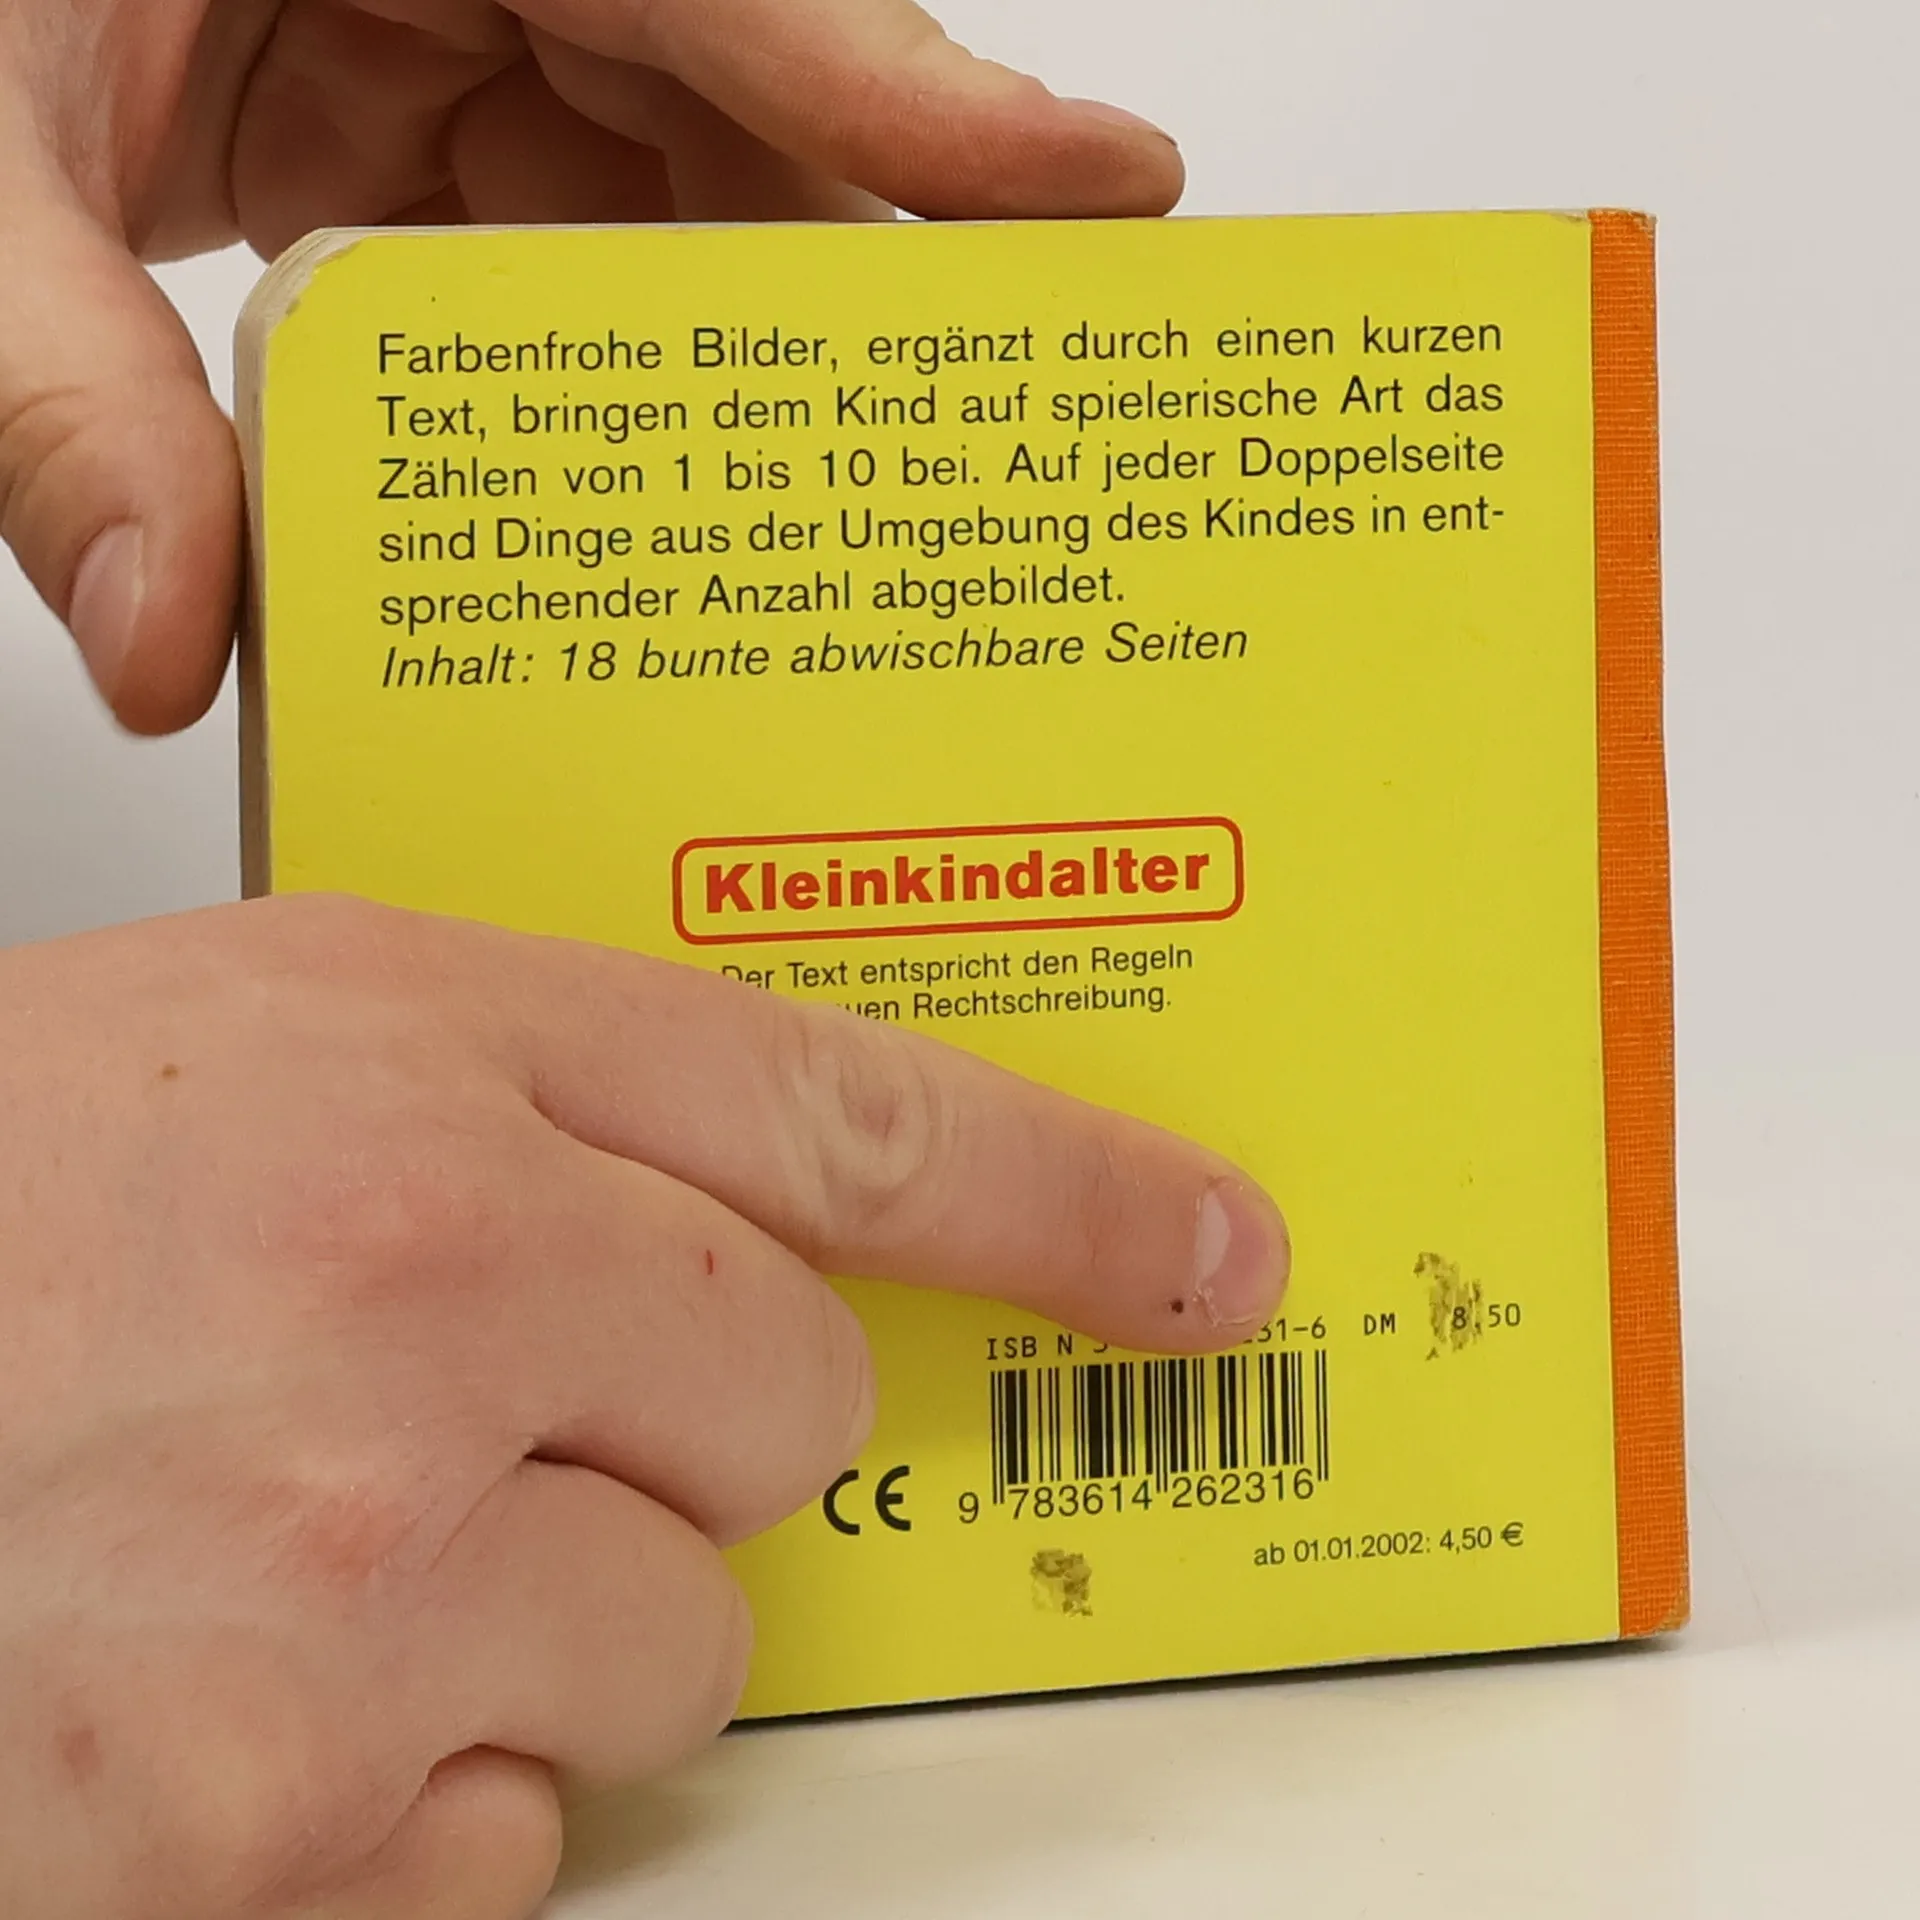 Farbenfrohe Bilder, ergänzt durch einen kurzen
Text, bringen dem Kind auf spielerische Art das
Zählen von 1 bis 10 bei. Auf jeder Doppelseite
sind Dinge aus der Umgebung des Kindes in ent-
sprechender Anzahl abgebildet.
Inhalt: 18 bunte abwischbare Seiten
Kleinkindalter
Der Text entspricht den Regeln
Rechtschreibung.
ISBN DM 8,50
CE 9 783614 262316
ab 01.01.2002: 4,50 €